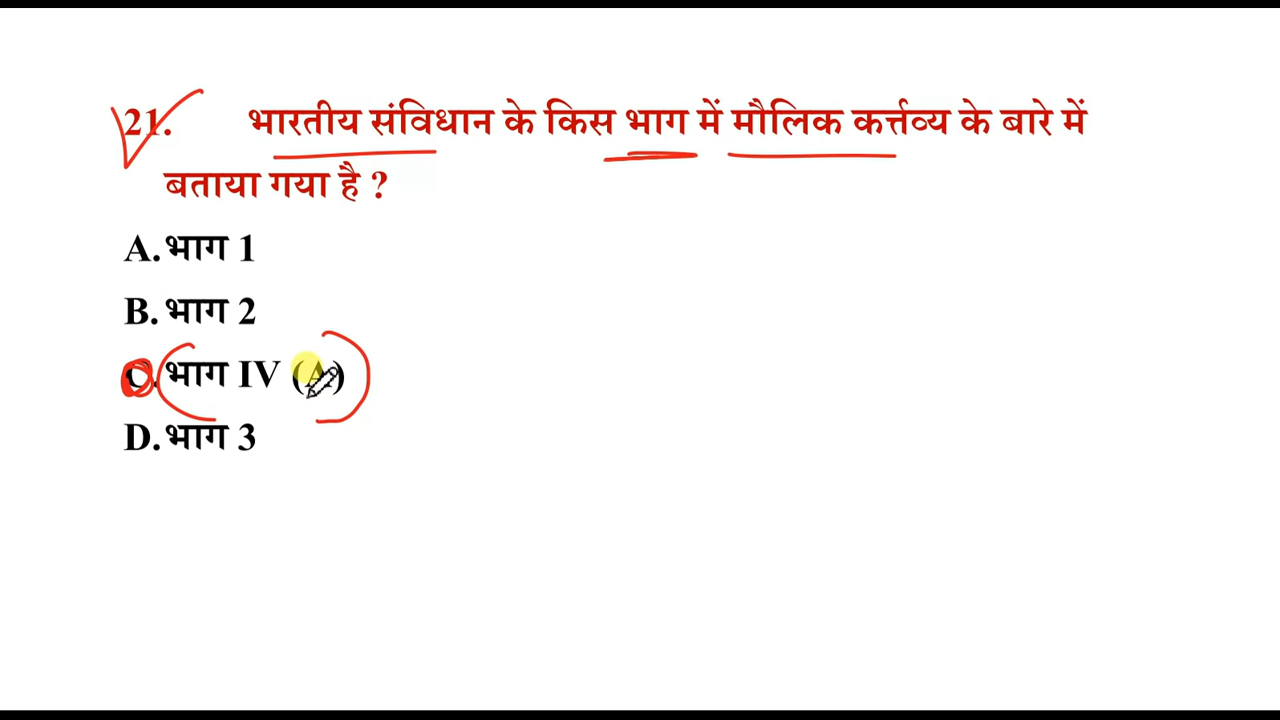 21. भारतीय संविधान के किस भाग में मौलिक कर्त्तव्य के बारे में
बताया गया है ?
A. भाग 1
B. भाग 2
C. भाग IV (A)
D. भाग 3